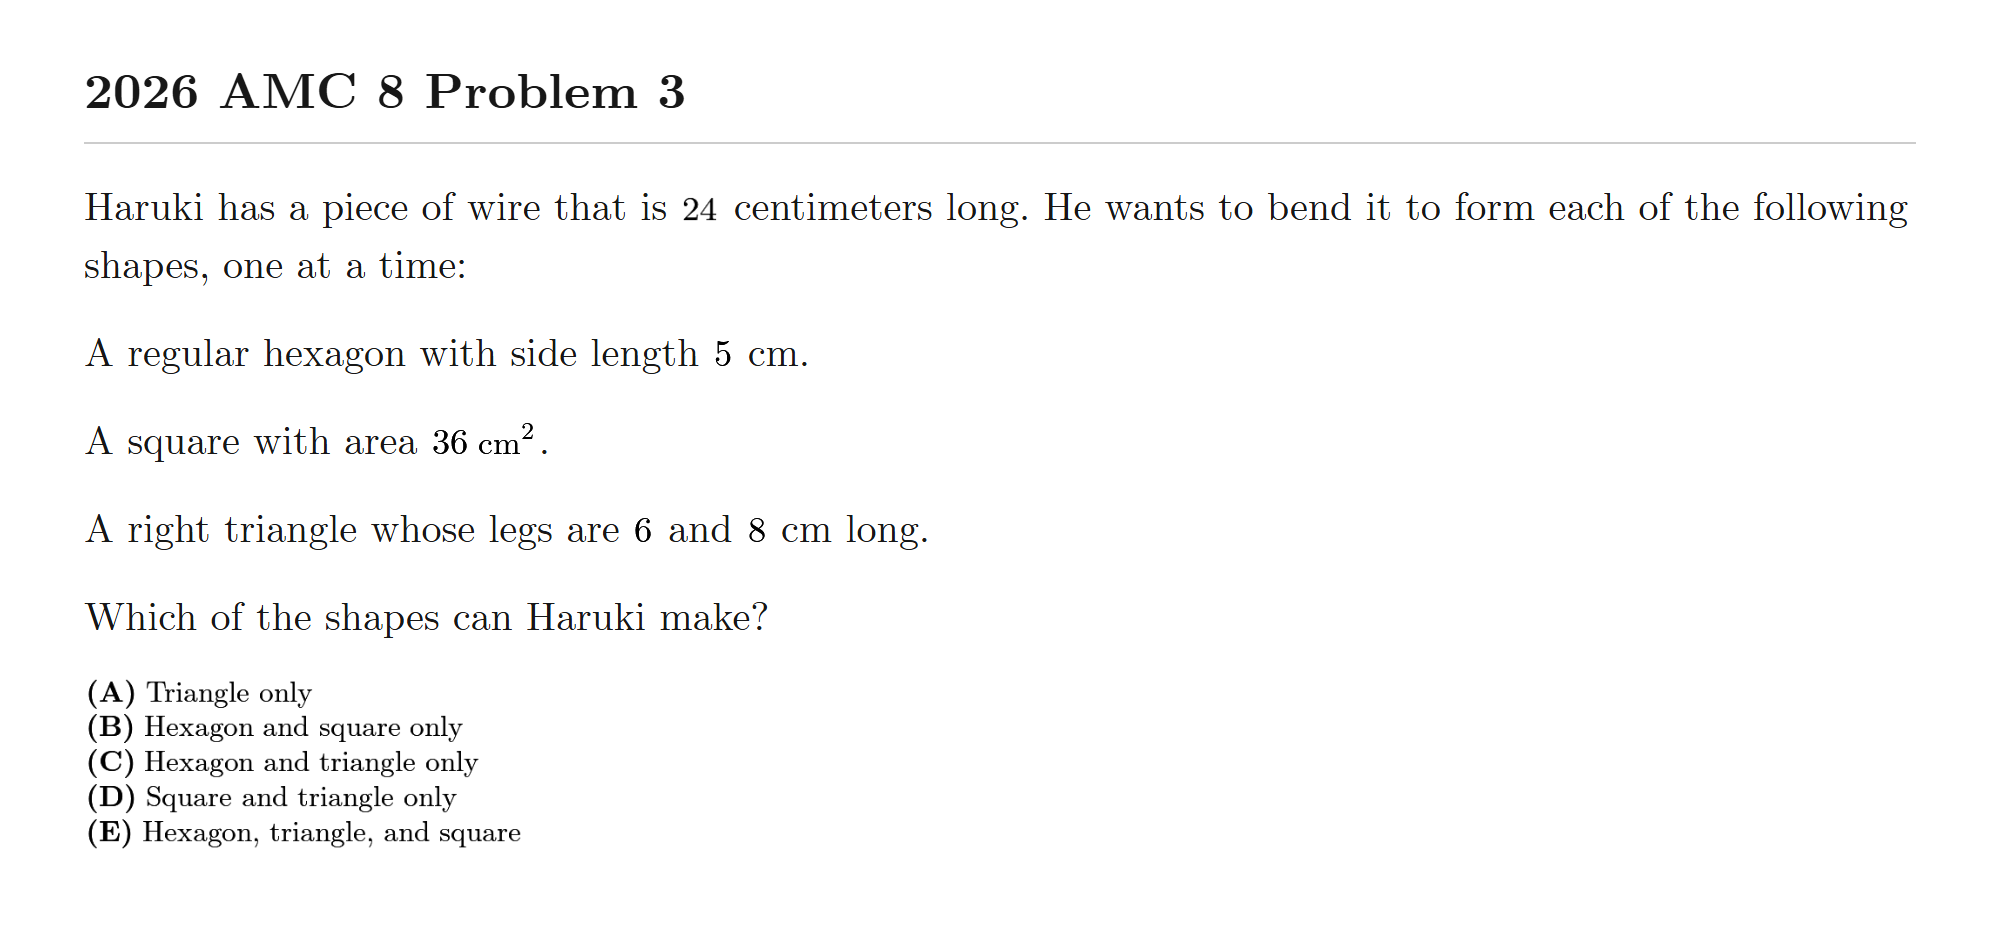 2026 AMC 8 Problem 3
Haruki has a piece of wire that is 24 centimeters long. He wants to bend it to form each of the following
shapes, one at a time:
A regular hexagon with side length 5 cm.
A square with area 36 cm².
A right triangle whose legs are 6 and 8 cm long.
Which of the shapes can Haruki make?
(A) Triangle only
(B) Hexagon and square only
(C) Hexagon and triangle only
(D) Square and triangle only
(E) Hexagon, triangle, and square